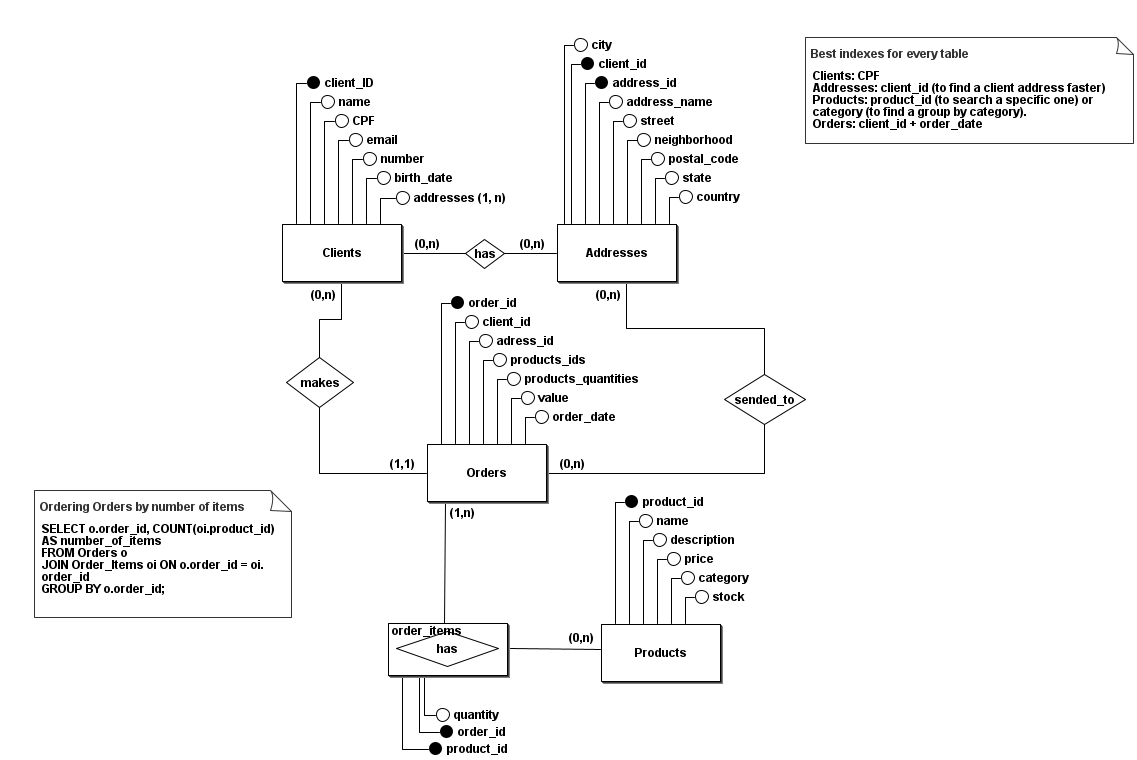 city
client_id
address_id
address_name
street
neighborhood
postal_code
state
country
client_ID
name
CPF
email
number
birth_date
addresses (1, n)
Best indexes for every table
Clients: CPF
Addresses: client_id (to find a client address faster)
Products: product_id (to search a specific one) or
category (to find a group by category).
Orders: client_id + order_date
Clients
(0,n)
has
(0,n)
Addresses
(0,n)
(0,n)
order_id
client_id
adress_id
products_ids
products_quantities
value
order_date
makes
sended_to
(1,1)
Orders
(0,n)
(1,n)
Ordering Orders by number of items
SELECT o.order_id, COUNT(oi.product_id)
AS number_of_items
FROM Orders o
JOIN Order_Items oi ON o.order_id = oi.
order_id
GROUP BY o.order_id;
product_id
name
description
price
category
stock
order_items
has
(0,n)
Products
quantity
order_id
product_id